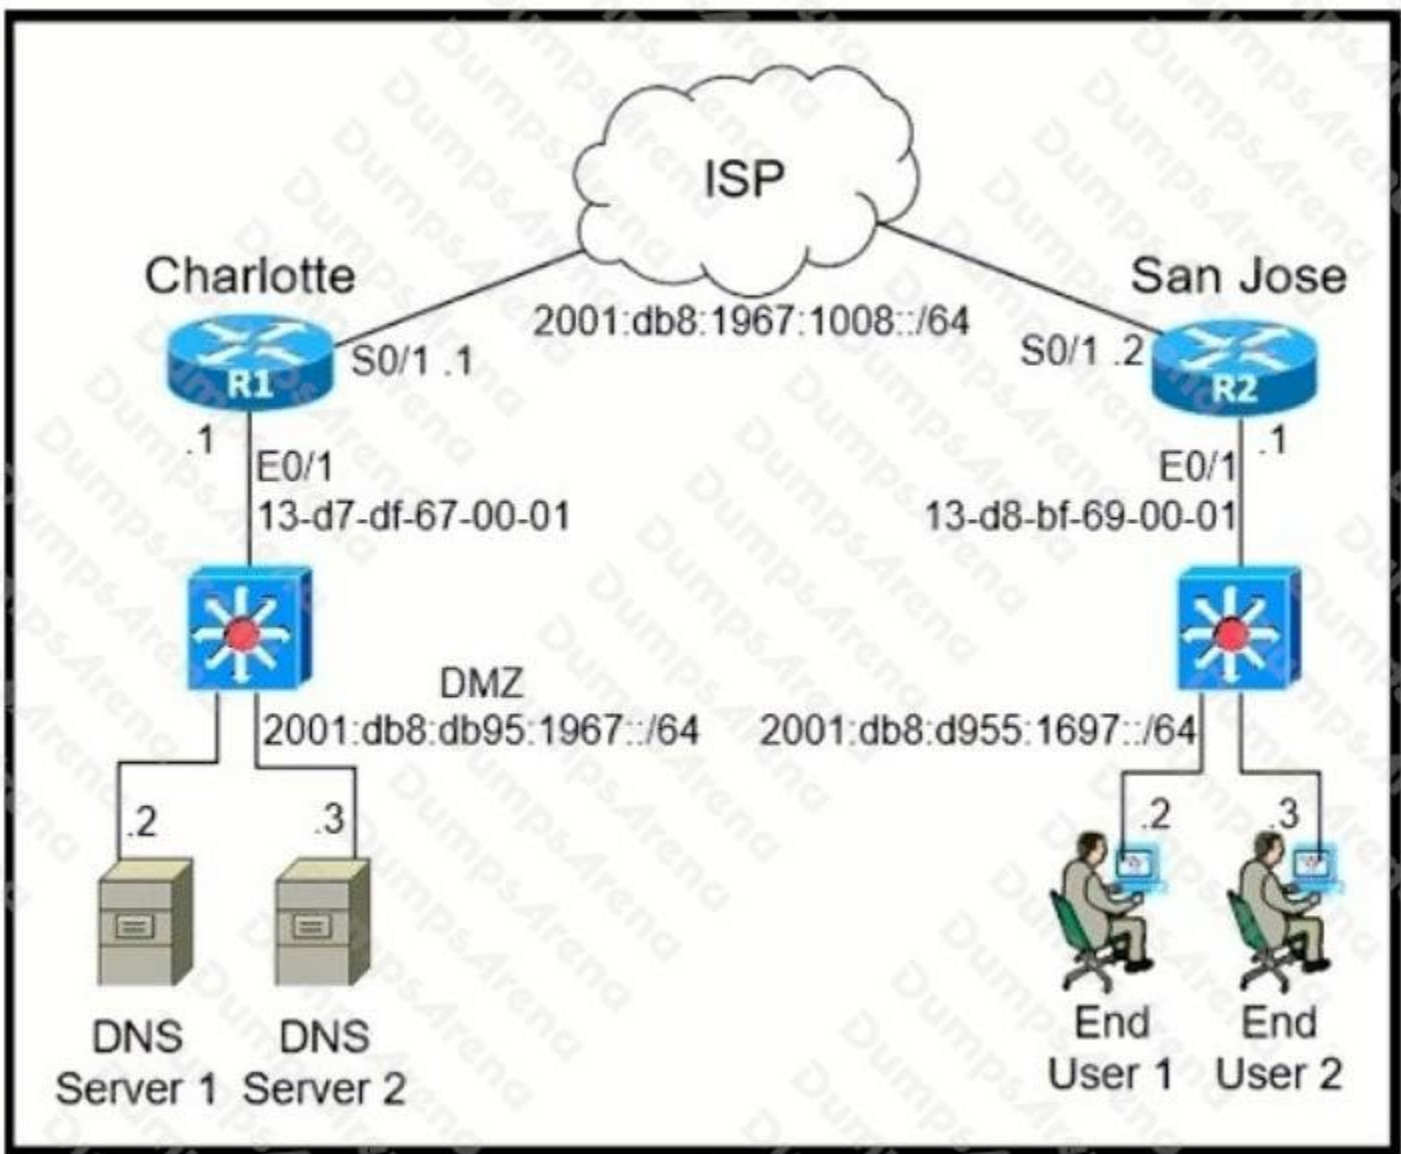 ISP
Charlotte
San Jose
2001:db8:1967:1008::/64
S0/1 .1
S0/1 .2
R1
R2
.1
.1
E0/1
E0/1
13-d7-df-67-00-01
13-d8-bf-69-00-01
DMZ
2001:db8:db95:1967::/64
2001:db8:d955:1697::/64
.2
.3
.2
.3
DNS
Server 1
DNS
Server 2
End
User 1
End
User 2
DumpsArena